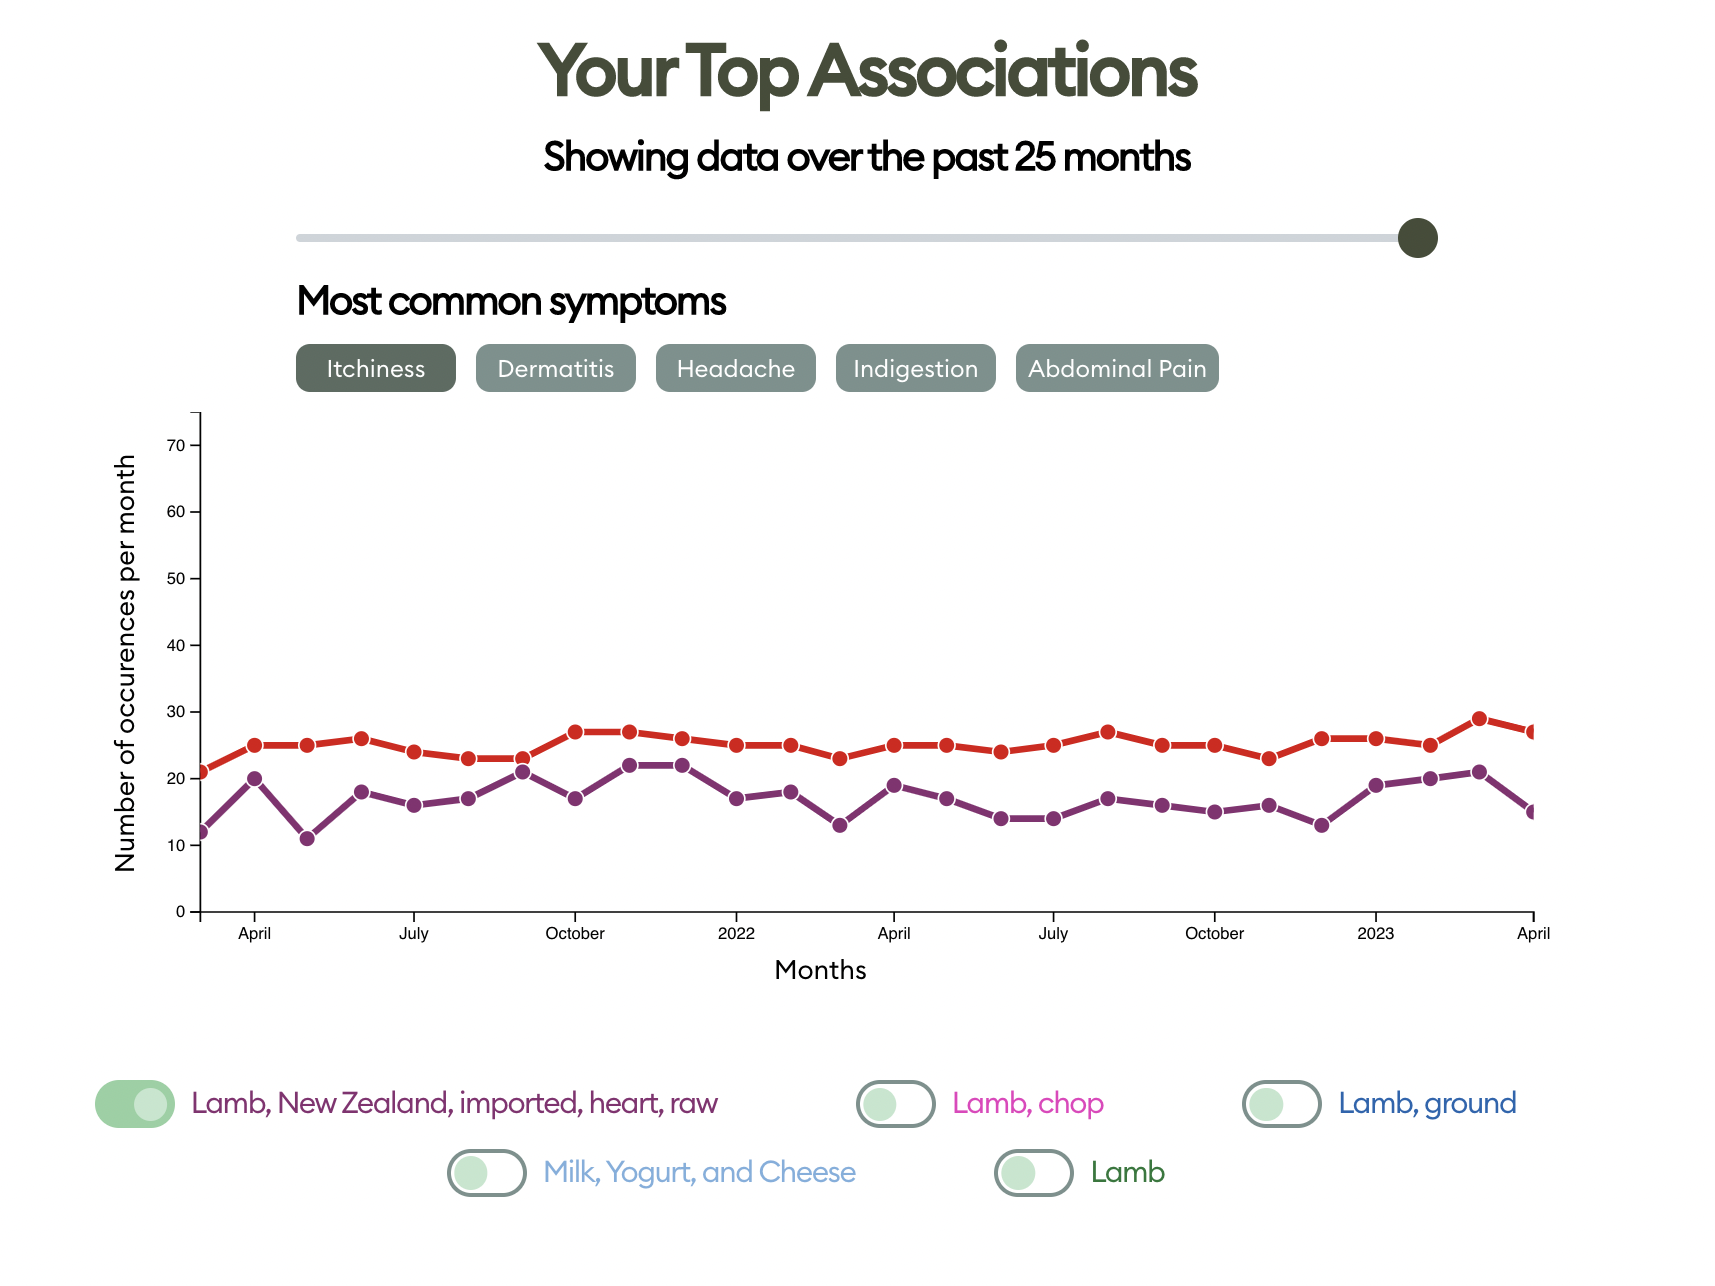 Your Top Associations
Showing data over the past 25 months
Most common symptoms
Itchiness Dermatitis Headache Indigestion Abdominal Pain
Number of occurences per month
70
60
50
40
30
20
10
0
April July October 2022 April July October 2023 April
Months
Lamb, New Zealand, imported, heart, raw Lamb, chop Lamb, ground
Milk, Yogurt, and Cheese Lamb